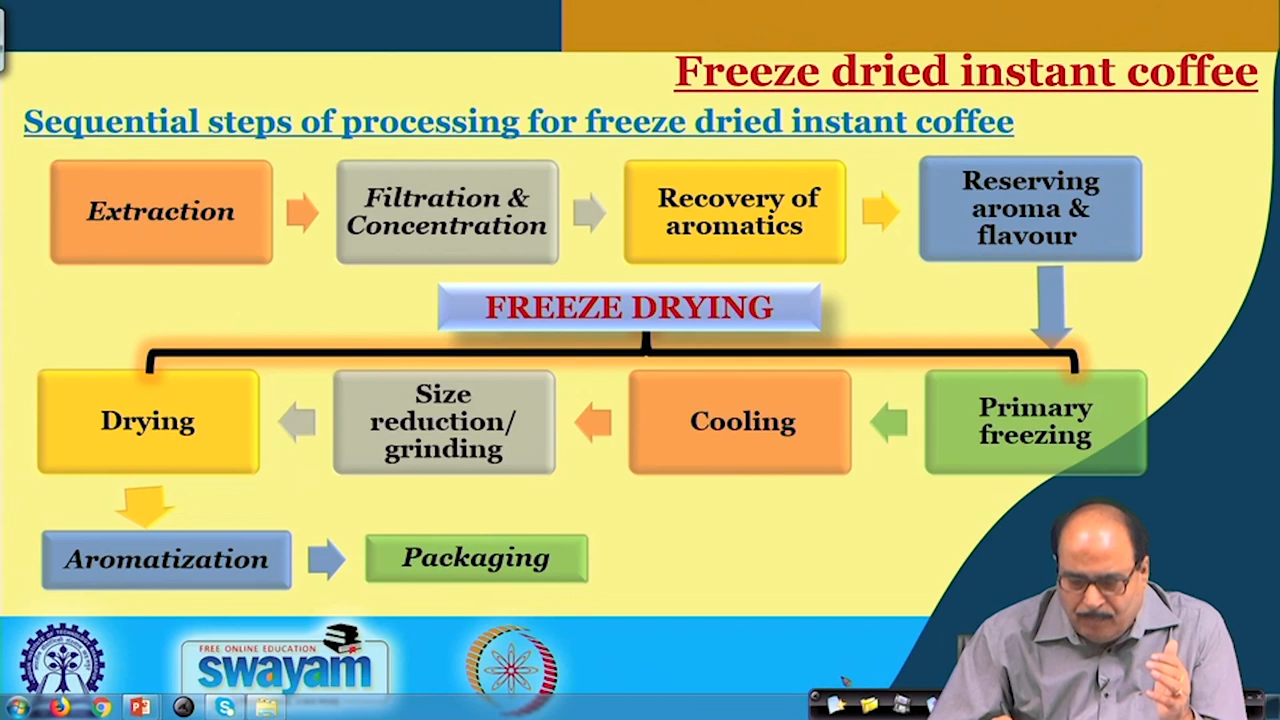 Freeze dried instant coffee
Sequential steps of processing for freeze dried instant coffee
Extraction
Filtration &
Concentration
Recovery of
aromatics
Reserving
aroma &
flavour
FREEZE DRYING
Drying
Size
reduction/
grinding
Cooling
Primary
freezing
Aromatization
Packaging
FREE ONLINE EDUCATION
swayam